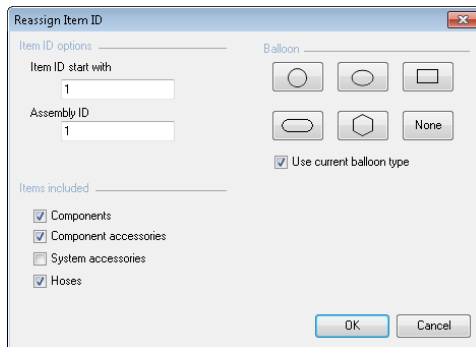 Reassign Item ID
Item ID options
Item ID start with
1
Assembly ID
1
Balloon
None
Use current balloon type
Items included
Components
Component accessories
System accessories
Hoses
OK
Cancel